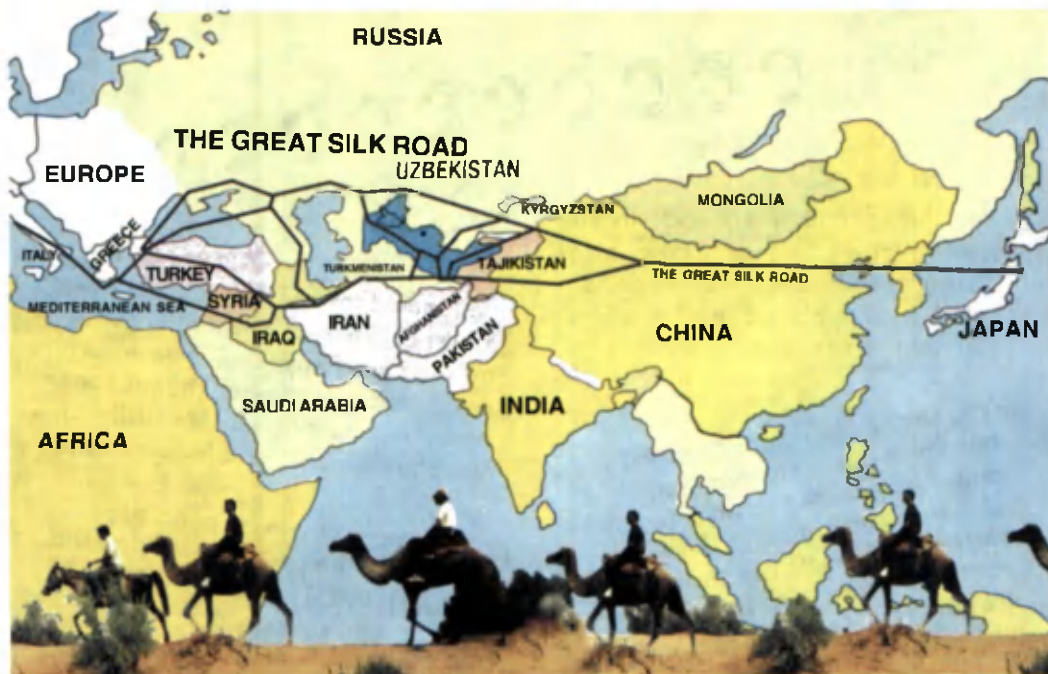 RUSSIA
THE GREAT SILK ROAD
UZBEKISTAN
EUROPE
KYRGYZSTAN
MONGOLIA
ITALY
GREECE
TURKEY
TURKMENISTAN
TAJIKISTAN
THE GREAT SILK ROAD
MEDITERRANEAN SEA
SYRIA
IRAQ
IRAN
AFGHANISTAN
PAKISTAN
CHINA
JAPAN
SAUDI ARABIA
INDIA
AFRICA